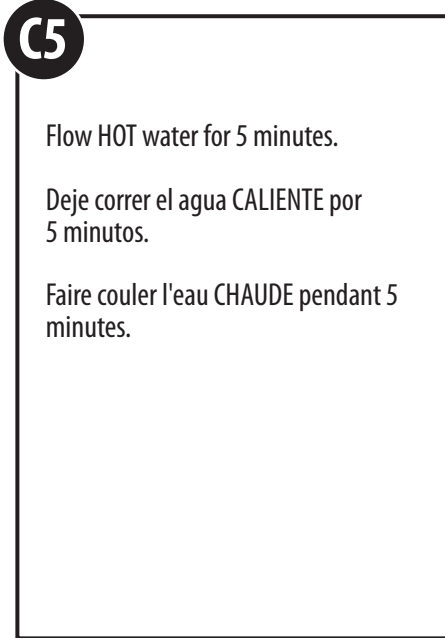 C5
Flow HOT water for 5 minutes.
Deje correr el agua CALIENTE por
5 minutos.
Faire couler l'eau CHAUDE pendant 5
minutes.